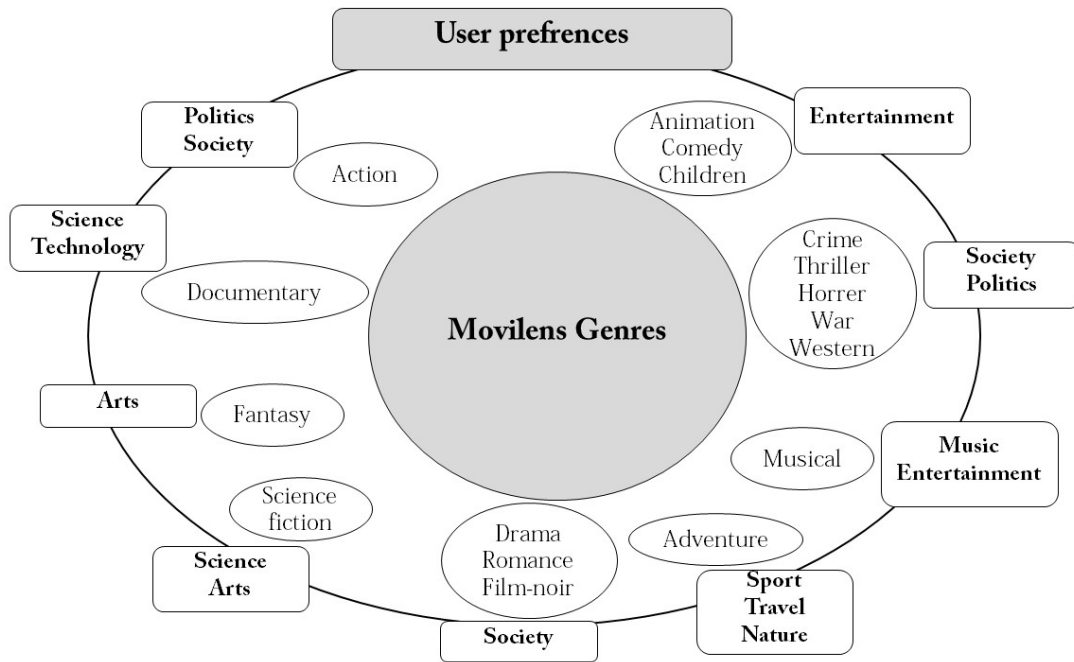 User prefrences
Politics
Society
Action
Animation
Comedy
Children
Entertainment
Science
Technology
Documentary
Movilens Genres
Crime
Thriller
Horrer
War
Western
Society
Politics
Arts
Fantasy
Musical
Music
Entertainment
Science
fiction
Science
Arts
Drama
Romance
Film-noir
Society
Adventure
Sport
Travel
Nature